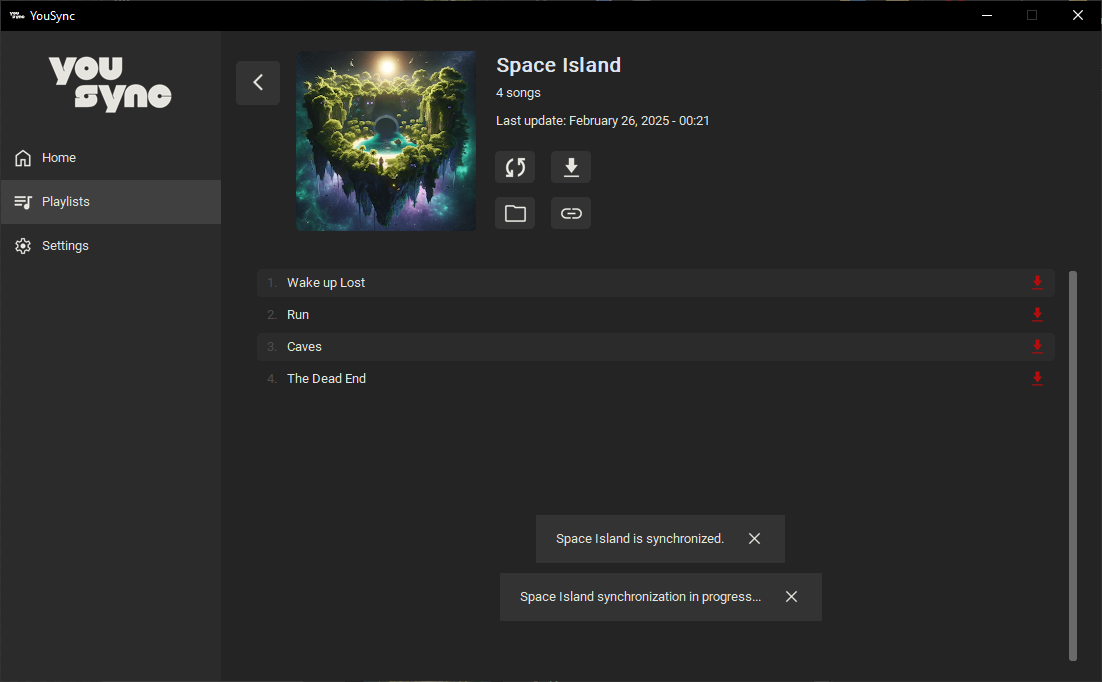 you sync YouSync
you
sync
Home
Playlists
Settings
Space Island
4 songs
Last update: February 26, 2025 - 00:21
1. Wake up Lost
2. Run
3. Caves
4. The Dead End
Space Island is synchronized.
Space Island synchronization in progress...